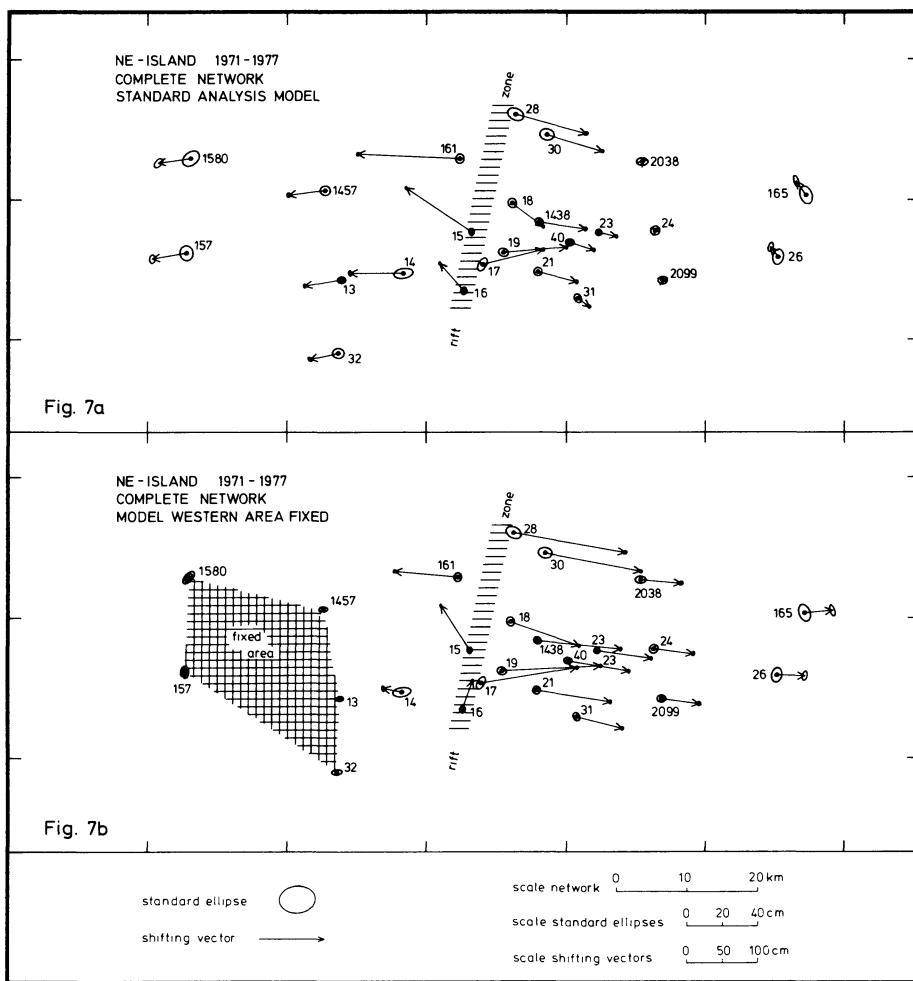 NE-ISLAND 1971-1977
COMPLETE NETWORK
STANDARD ANALYSIS MODEL
zone
28
30
161
2038
1580
1457
165
18
1438
23
24
15
40
19
157
14
17
26
21
13
16
31
2099
rift
32
Fig. 7a
NE-ISLAND 1971-1977
COMPLETE NETWORK
MODEL WESTERN AREA FIXED
zone
28
30
161
1580
2038
1457
165
18
fixed
area
15
1438
23
24
40
23
19
157
26
17
14
21
13
16
31
2099
rift
32
Fig. 7b
standard ellipse
shifting vector
scale network 0 10 20 km
scale standard ellipses 0 20 40 cm
scale shifting vectors 0 50 100 cm